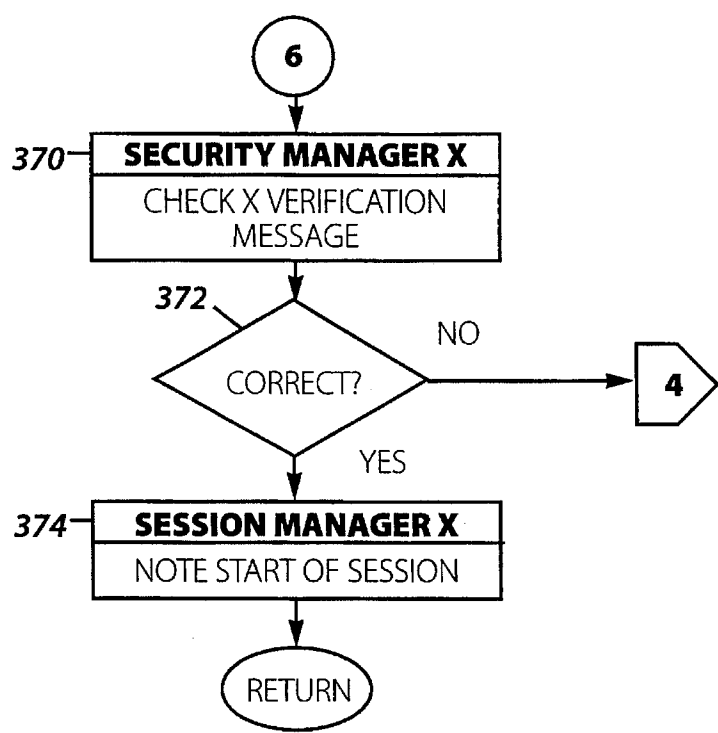 6
370
SECURITY MANAGER X
CHECK X VERIFICATION
MESSAGE
372
NO
CORRECT?
4
YES
374
SESSION MANAGER X
NOTE START OF SESSION
RETURN